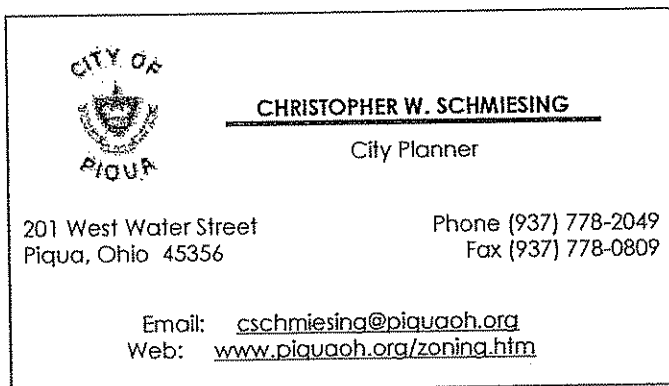 CITY OF
PIQUA
CHRISTOPHER W. SCHMIESING
City Planner
201 West Water Street
Piqua, Ohio 45356
Phone (937) 778-2049
Fax (937) 778-0809
Email: cschmiesing@piquaoh.org
Web: www.piquaoh.org/zoning.htm